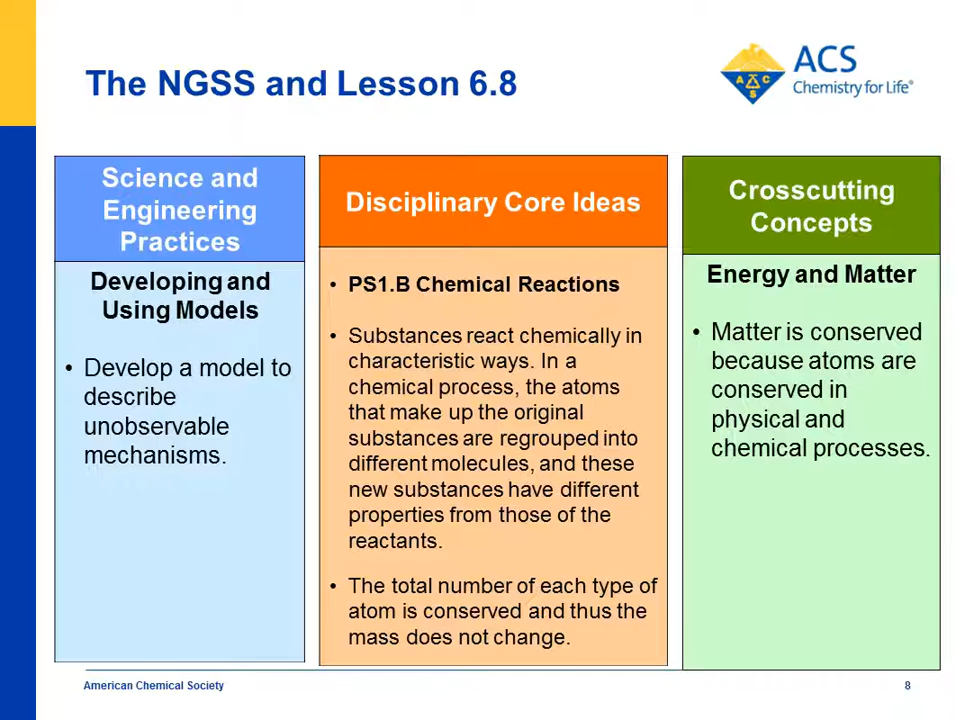 The NGSS and Lesson 6.8
A C S
S
ACS
Chemistry for Life®
Science and
Engineering
Practices
Developing and
Using Models
• Develop a model to
describe
unobservable
mechanisms.
Disciplinary Core Ideas
• PS1.B Chemical Reactions
• Substances react chemically in
characteristic ways. In a
chemical process, the atoms
that make up the original
substances are regrouped into
different molecules, and these
new substances have different
properties from those of the
reactants.
• The total number of each type of
atom is conserved and thus the
mass does not change.
Crosscutting
Concepts
Energy and Matter
• Matter is conserved
because atoms are
conserved in
physical and
chemical processes.
American Chemical Society
8